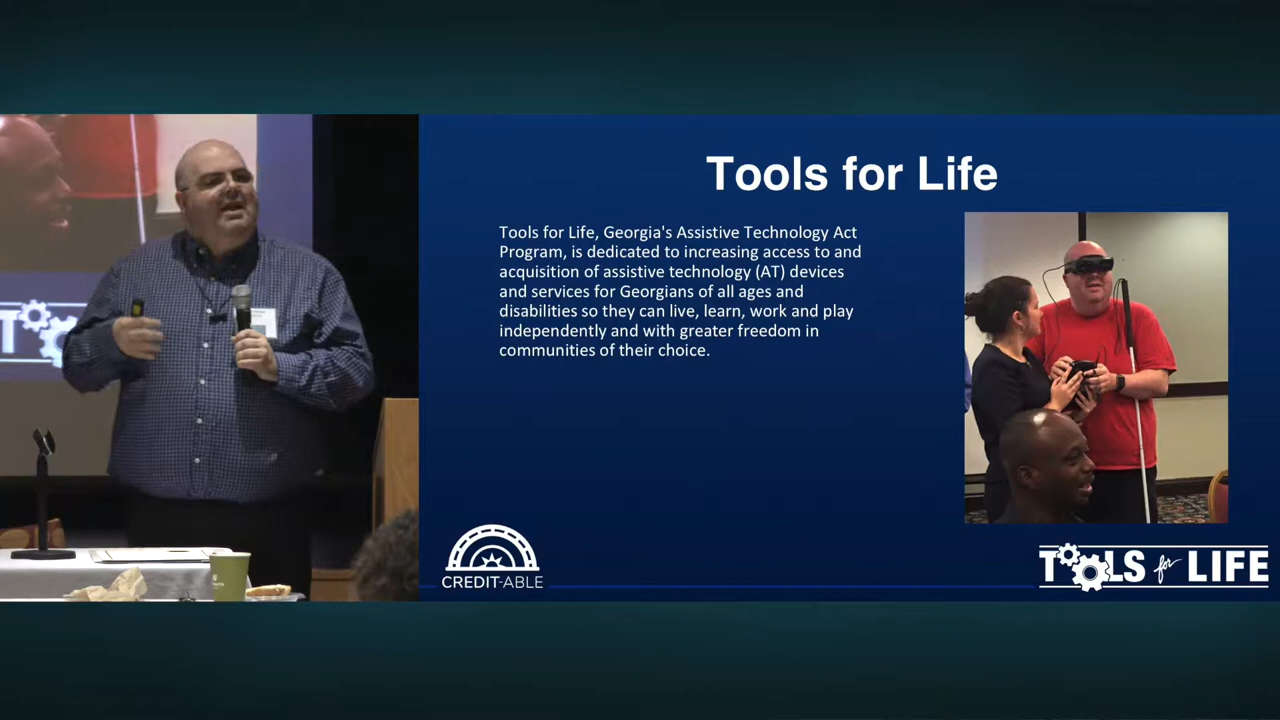 Tools for Life
Tools for Life, Georgia's Assistive Technology Act
Program, is dedicated to increasing access to and
acquisition of assistive technology (AT) devices
and services for Georgians of all ages and
disabilities so they can live, learn, work and play
independently and with greater freedom in
communities of their choice.
CREDIT-ABLE
TOOLS for LIFE